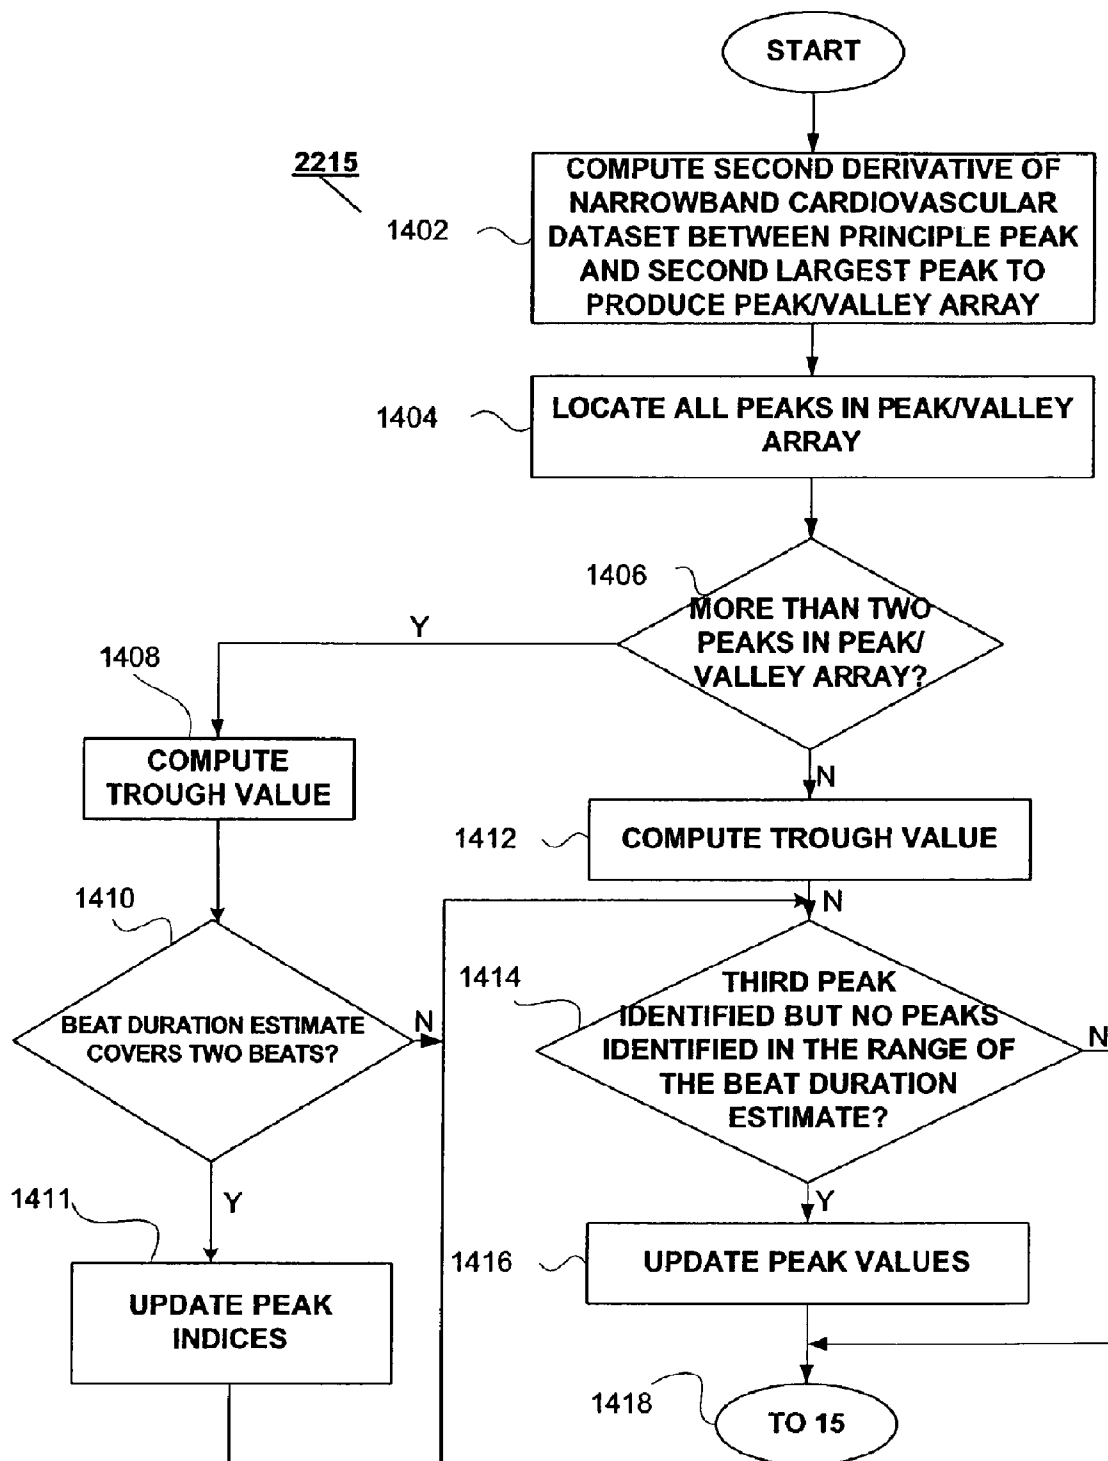 START
2215
1402
COMPUTE SECOND DERIVATIVE OF
NARROWBAND CARDIOVASCULAR
DATASET BETWEEN PRINCIPLE PEAK
AND SECOND LARGEST PEAK TO
PRODUCE PEAK/VALLEY ARRAY
1404
LOCATE ALL PEAKS IN PEAK/VALLEY
ARRAY
1406
MORE THAN TWO
PEAKS IN PEAK/
VALLEY ARRAY?
Y
N
1408
COMPUTE
TROUGH VALUE
1412
COMPUTE TROUGH VALUE
N
1410
BEAT DURATION ESTIMATE
COVERS TWO BEATS?
N
Y
1414
THIRD PEAK
IDENTIFIED BUT NO PEAKS
IDENTIFIED IN THE RANGE OF
THE BEAT DURATION
ESTIMATE?
N
Y
1411
UPDATE PEAK
INDICES
1416
UPDATE PEAK VALUES
1418
TO 15